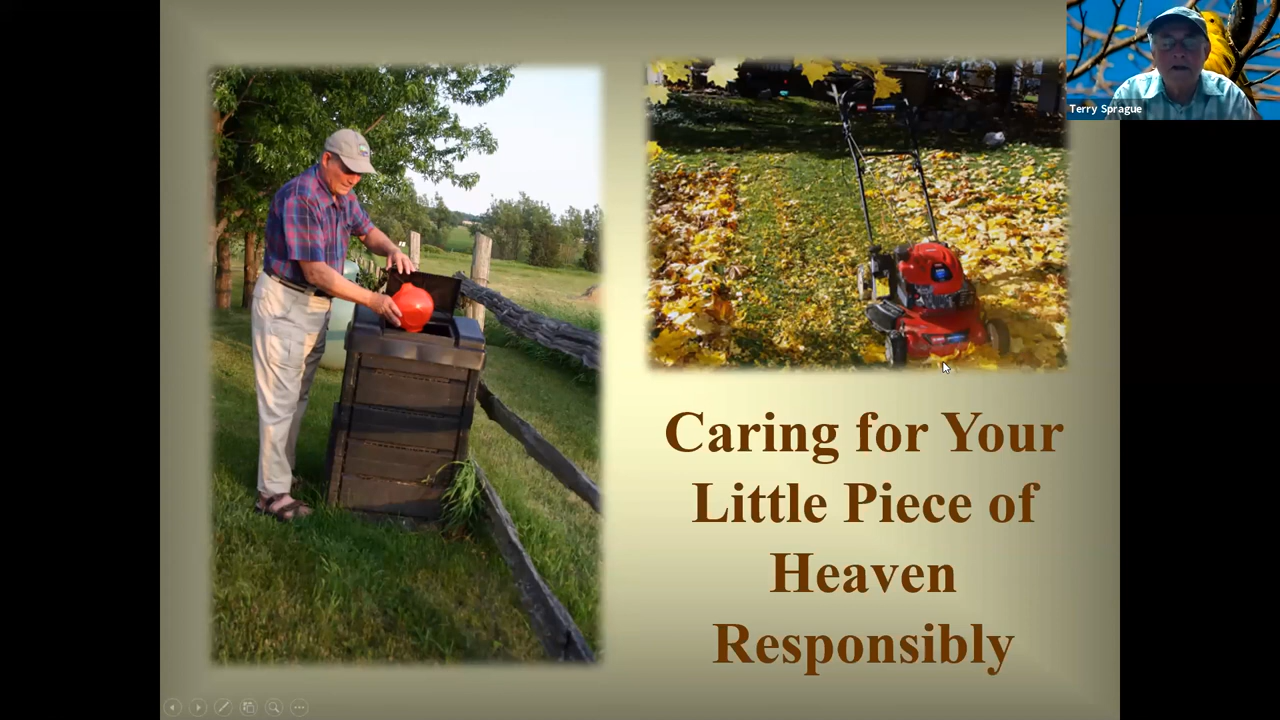 Terry Sprague
Caring for Your
Little Piece of
Heaven
Responsibly